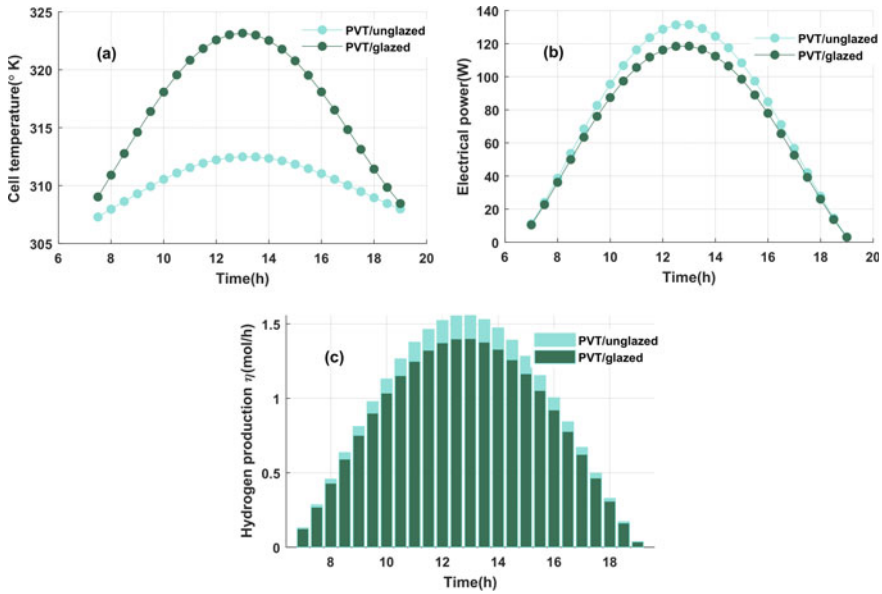 325
320
315
310
305
Cell temperature(° K)
(a)
PVT/unglazed
PVT/glazed
6 8 10 12 14 16 18 20
Time(h)
140
120
100
80
60
40
20
0
Electrical power(W)
(b)
PVT/unglazed
PVT/glazed
6 8 10 12 14 16 18 20
Time(h)
1.5
1
0.5
0
Hydrogen production η(mol/h)
(c)
PVT/unglazed
PVT/glazed
8 10 12 14 16 18
Time(h)